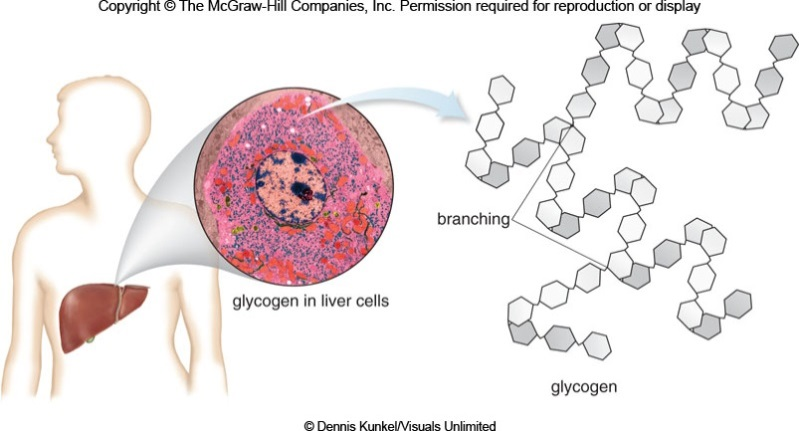 Copyright © The McGraw-Hill Companies, Inc. Permission required for reproduction or display
branching
glycogen in liver cells
glycogen
© Dennis Kunkel/Visuals Unlimited